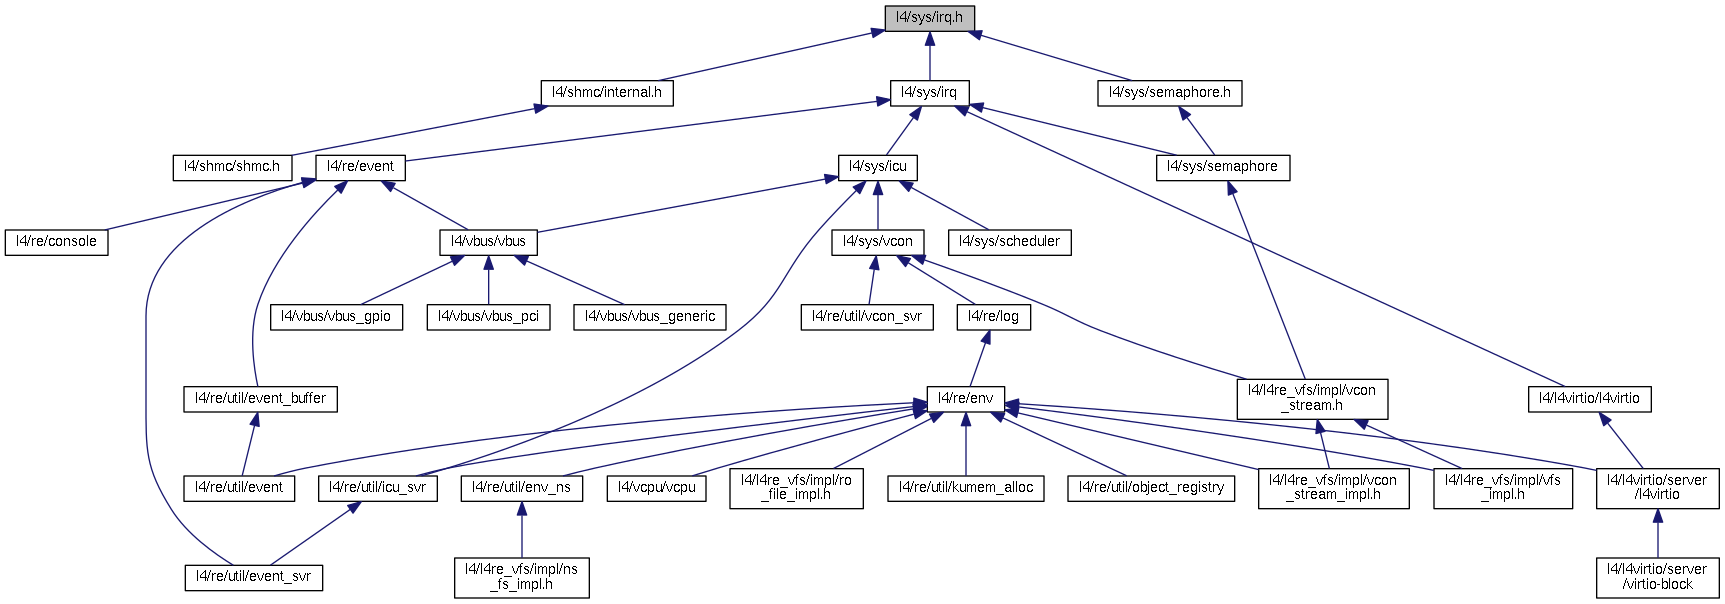 l4/sys/irq.h
l4/shmc/internal.h
l4/sys/irq
l4/sys/semaphore.h
l4/shmc/shmc.h
l4/re/event
l4/sys/icu
l4/sys/semaphore
l4/re/console
l4/vbus/vbus
l4/sys/vcon
l4/sys/scheduler
l4/vbus/vbus_gpio
l4/vbus/vbus_pci
l4/vbus/vbus_generic
l4/re/util/vcon_svr
l4/re/log
l4/re/util/event_buffer
l4/re/env
l4/l4re_vfs/impl/vcon
_stream.h
l4/l4virtio/l4virtio
l4/re/util/event
l4/re/util/icu_svr
l4/re/util/env_ns
l4/vcpu/vcpu
l4/l4re_vfs/impl/ro
_file_impl.h
l4/re/util/kumem_alloc
l4/re/util/object_registry
l4/l4re_vfs/impl/vcon
_stream_impl.h
l4/l4re_vfs/impl/vfs
_impl.h
l4/l4virtio/server
/l4virtio
l4/re/util/event_svr
l4/l4re_vfs/impl/ns
_fs_impl.h
l4/l4virtio/server
/virtio-block